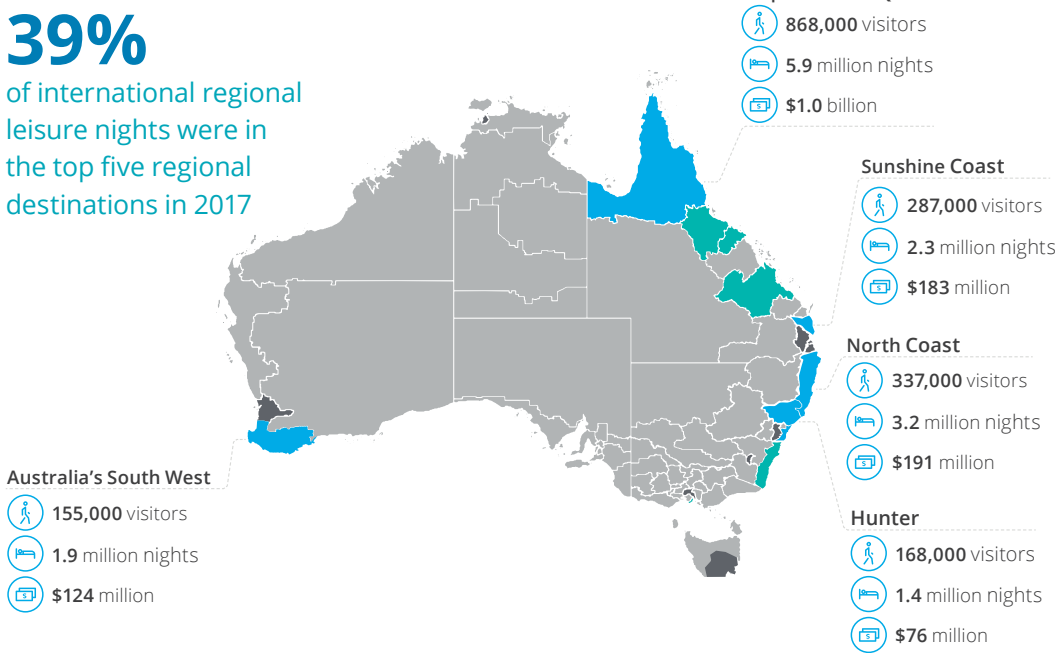 39%
of international regional
leisure nights were in
the top five regional
destinations in 2017
868,000 visitors
5.9 million nights
$1.0 billion
Sunshine Coast
287,000 visitors
2.3 million nights
$183 million
North Coast
337,000 visitors
3.2 million nights
$191 million
Hunter
168,000 visitors
1.4 million nights
$76 million
Australia's South West
155,000 visitors
1.9 million nights
$124 million